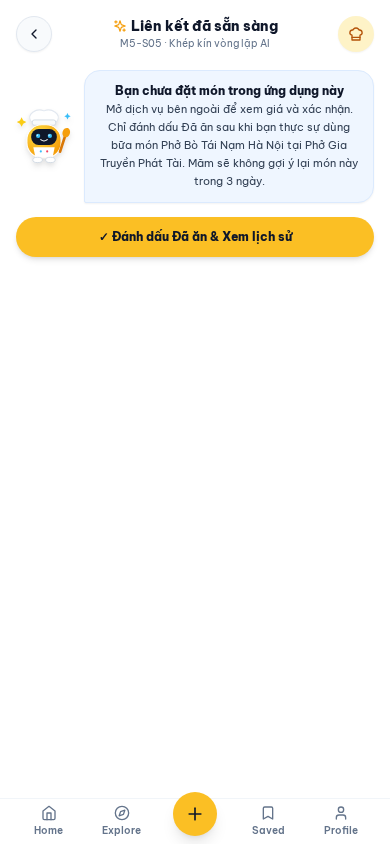 Liên kết đã sẵn sàng
M5-S05 · Khép kín vòng lặp AI
Bạn chưa đặt món trong ứng dụng này
Mở dịch vụ bên ngoài để xem giá và xác nhận.
Chỉ đánh dấu Đã ăn sau khi bạn thực sự dùng
bữa món Phở Bò Tái Nạm Hà Nội tại Phở Gia
Truyền Phát Tài. Mâm sẽ không gợi ý lại món này
trong 3 ngày.
✓ Đánh dấu Đã ăn & Xem lịch sử
Home
Explore
Saved
Profile